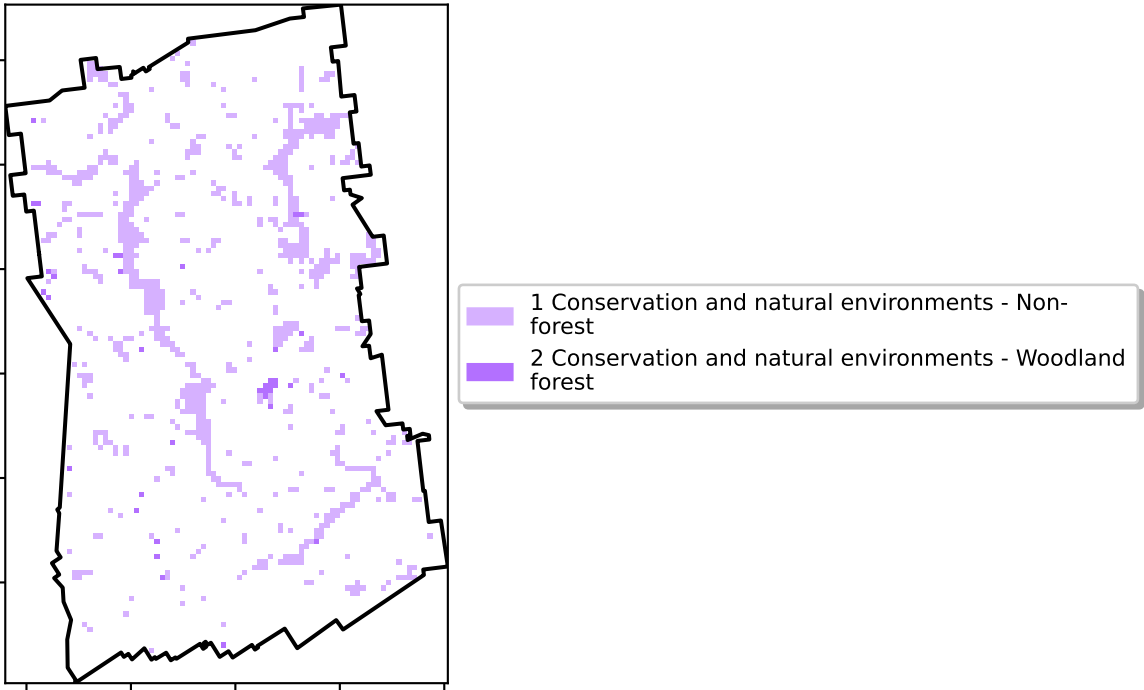 1 Conservation and natural environments - Non-
forest
2 Conservation and natural environments - Woodland
forest